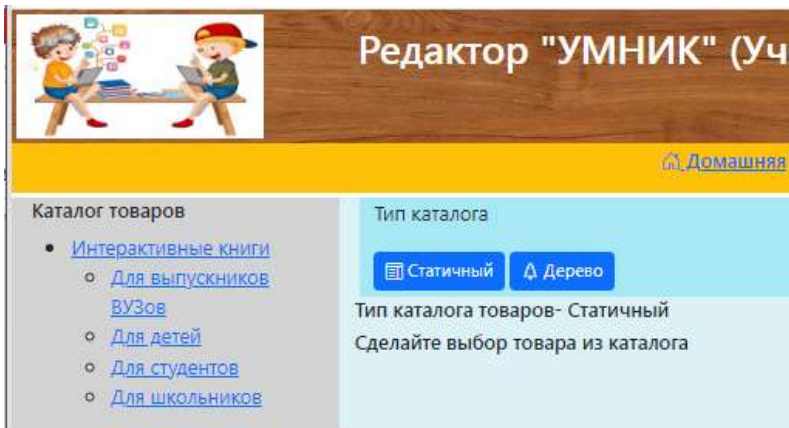 Редактор "УМНИК" (Уч
Домашняя
Каталог товаров
Интерактивные книги
Для выпускников
ВУЗов
Для детей
Для студентов
Для школьников
Тип каталога
Статичный Дерево
Тип каталога товаров- Статичный
Сделайте выбор товара из каталога